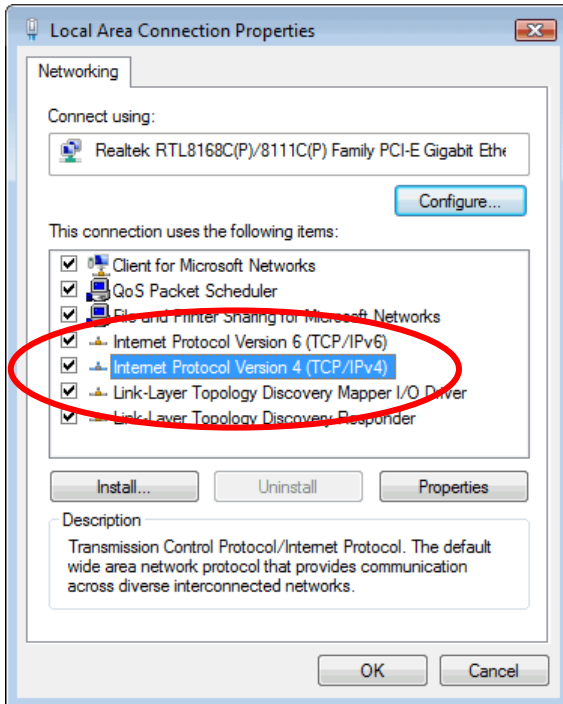 Local Area Connection Properties
Networking
Connect using:
Realtek RTL8168C(P)/8111C(P) Family PCI-E Gigabit Ethe
Configure...
This connection uses the following items:
Client for Microsoft Networks
QoS Packet Scheduler
File and Printer Sharing for Microsoft Networks
Internet Protocol Version 6 (TCP/IPv6)
Internet Protocol Version 4 (TCP/IPv4)
Link-Layer Topology Discovery Mapper I/O Driver
Link-Layer Topology Discovery Responder
Install... Uninstall Properties
Description
Transmission Control Protocol/Internet Protocol. The default
wide area network protocol that provides communication
across diverse interconnected networks.
OK Cancel